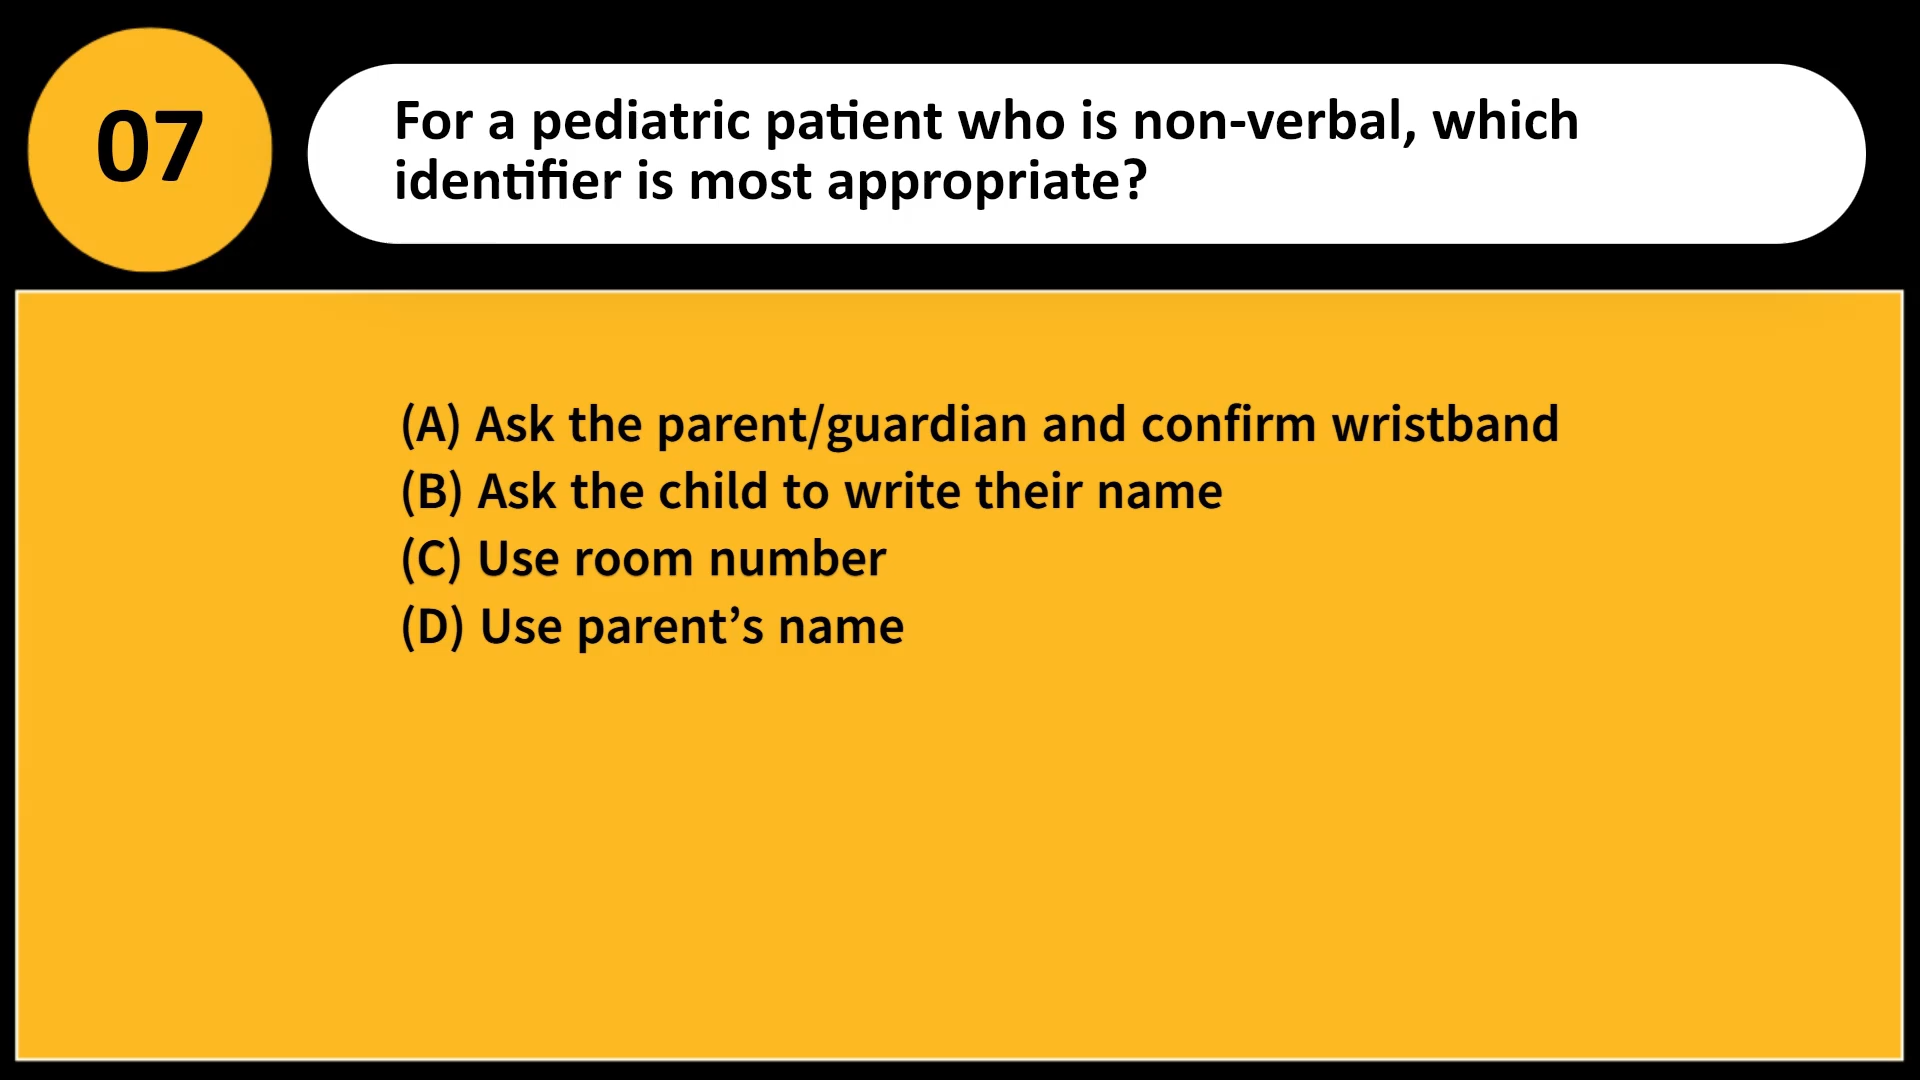 07
For a pediatric patient who is non-verbal, which
identifier is most appropriate?
(A) Ask the parent/guardian and confirm wristband
(B) Ask the child to write their name
(C) Use room number
(D) Use parent’s name